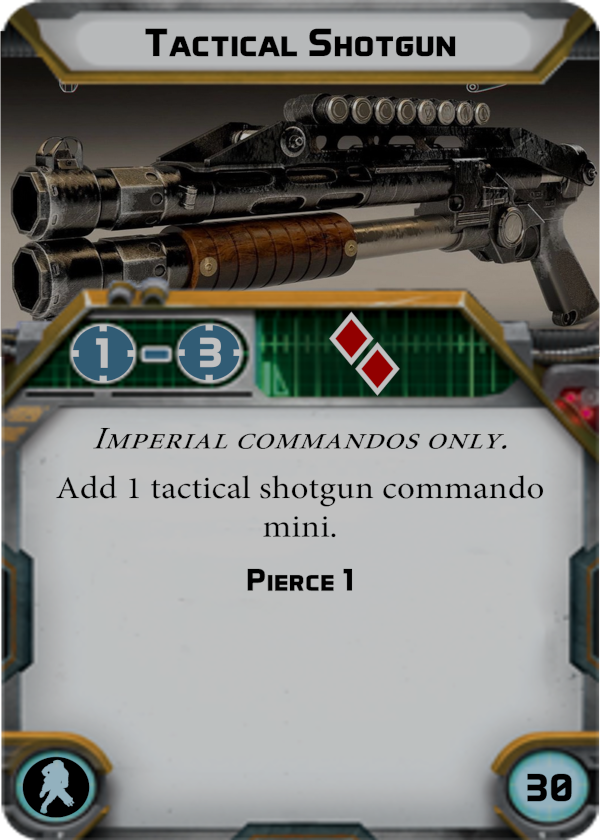 Tactical Shotgun
1 - 3
Imperial commandos only.
Add 1 tactical shotgun commando
mini.
Pierce 1
30